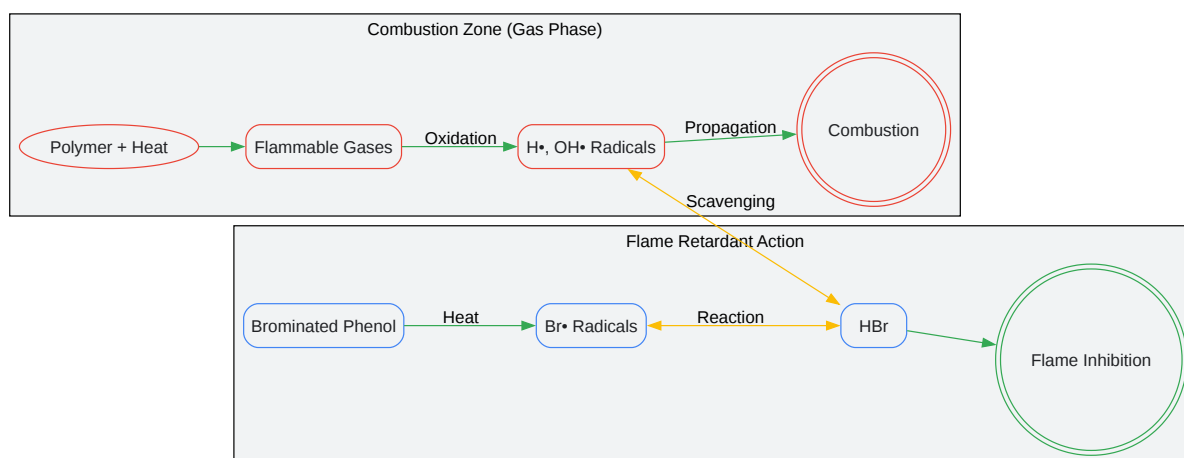 Combustion Zone (Gas Phase)
Polymer + Heat
Flammable Gases
Oxidation
H•, OH• Radicals
Propagation
Combustion
Scavenging
Flame Retardant Action
Brominated Phenol
Heat
Br• Radicals
Reaction
HBr
Flame Inhibition